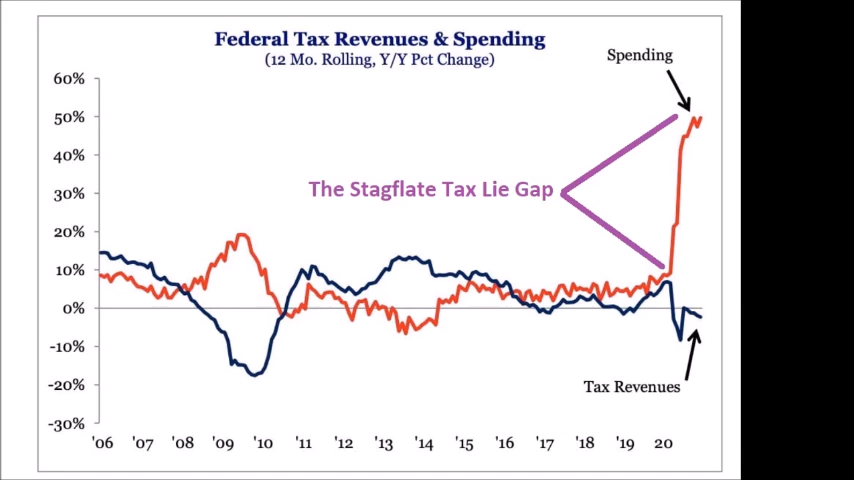 Federal Tax Revenues & Spending
(12 Mo. Rolling, Y/Y Pct Change)
Spending
60%
50%
40%
30%
20%
10%
0%
-10%
-20%
-30%
The Stagflate Tax Lie Gap
Tax Revenues
'06 '07 '08 '09 '10 '11 '12 '13 '14 '15 '16 '17 '18 '19 20